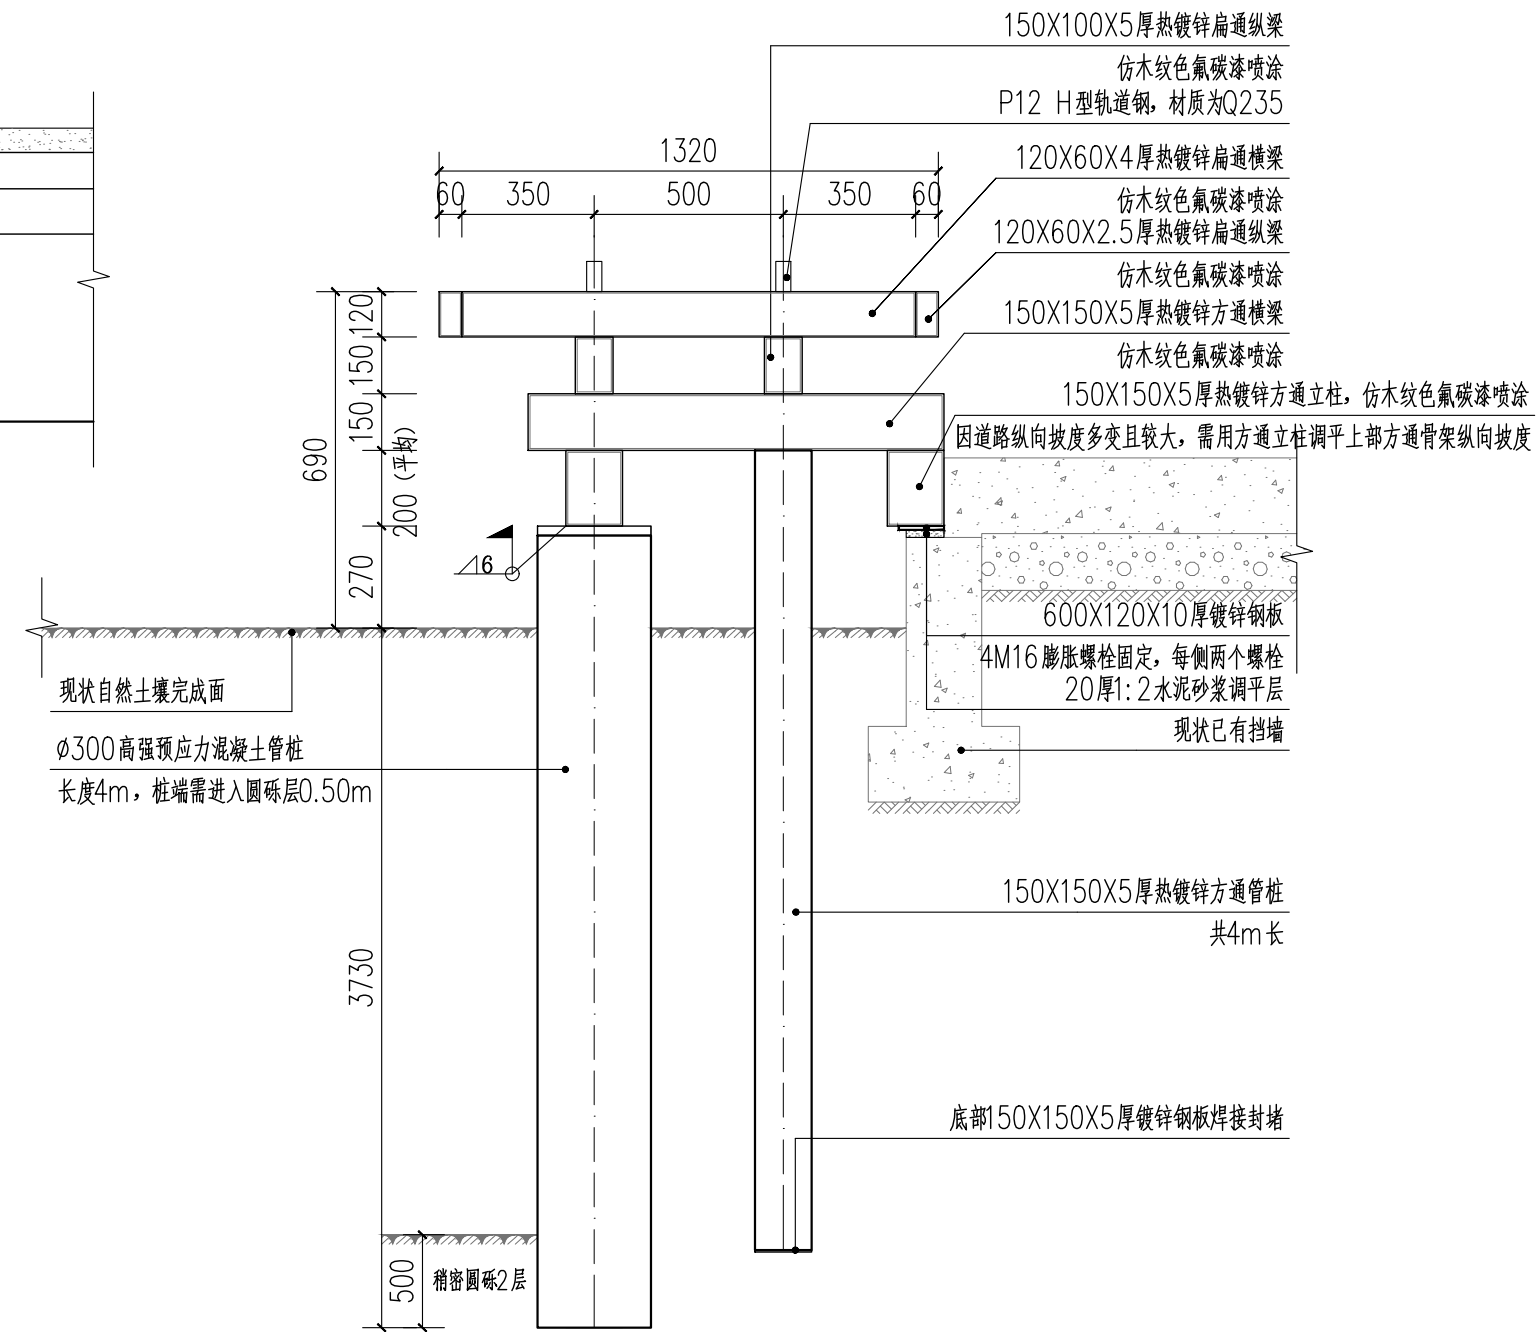 150X100X5厚热镀锌扁通纵梁
仿木纹色氟碳漆喷涂
P12 H型轨道钢，材质为Q235
120X60X4厚热镀锌扁通横梁
仿木纹色氟碳漆喷涂
120X60X2.5厚热镀锌扁通纵梁
仿木纹色氟碳漆喷涂
150X150X5厚热镀锌方通横梁
仿木纹色氟碳漆喷涂
150X150X5厚热镀锌方通立柱，仿木纹色氟碳漆喷涂
因道路纵向坡度多变且较大，需用方通立柱调平上部方通骨架纵向坡度
1320
60 350 500 350 60
120
150
150
200（平均）
690
270
6
600X120X10厚镀锌钢板
4M16膨胀螺栓固定，每侧两个螺栓
20厚1:2水泥砂浆调平层
现状已有挡墙
现状自然土壤完成面
Ø300高强预应力混凝土管桩
长度4m，桩端需进入圆砾层0.50m
150X150X5厚热镀锌方通管桩
共4m长
3730
底部150X150X5厚镀锌钢板焊接封堵
500
稍密圆砾2层